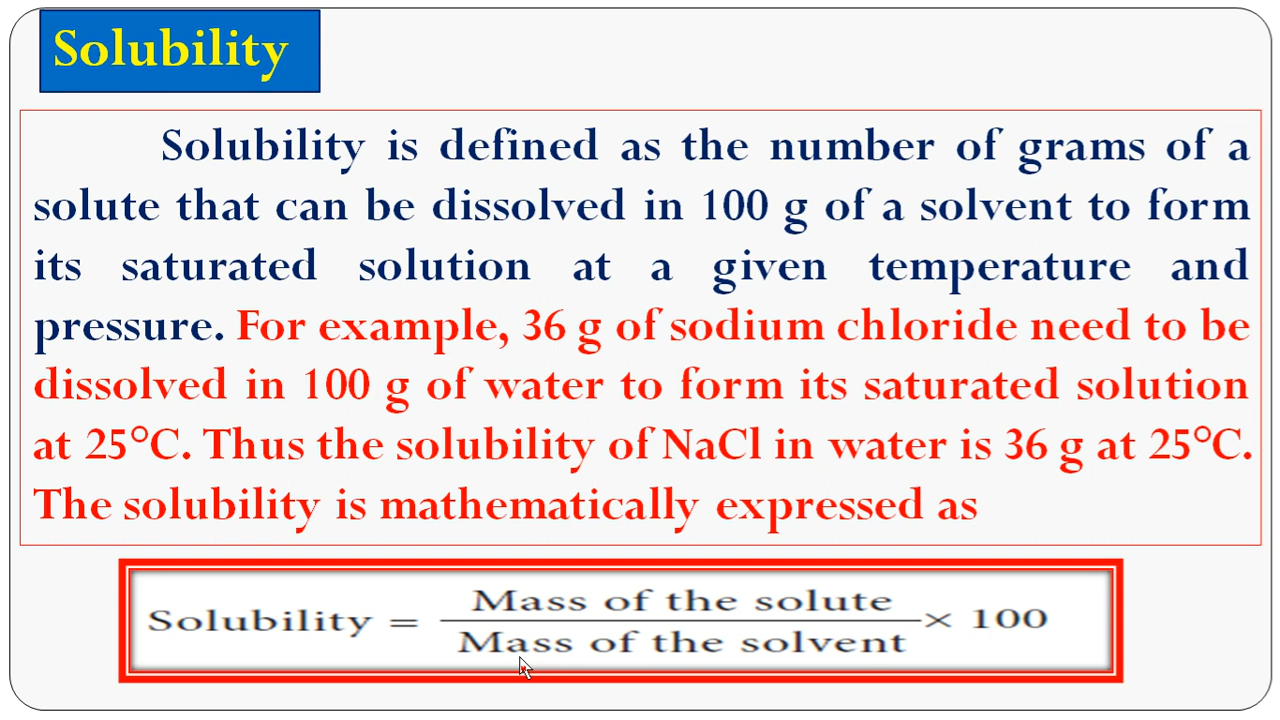 Solubility
Solubility is defined as the number of grams of a
solute that can be dissolved in 100 g of a solvent to form
its saturated solution at a given temperature and
pressure. For example, 36 g of sodium chloride need to be
dissolved in 100 g of water to form its saturated solution
at 25°C. Thus the solubility of NaCl in water is 36 g at 25°C.
The solubility is mathematically expressed as
Mass of the solute
Solubility = × 100
Mass of the solvent